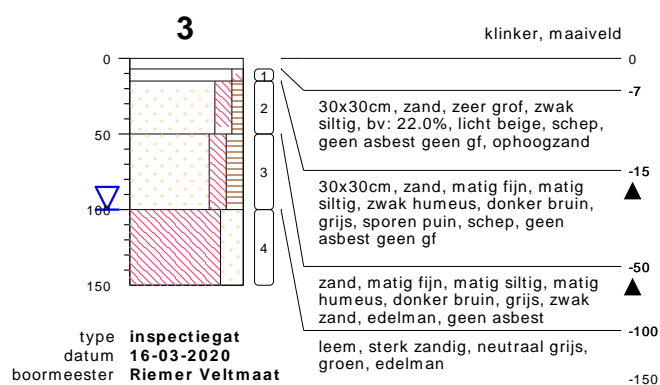 3
klinker, maaiveld
0
0
-7
1
2
30x30cm, zand, zeer grof, zwak
siltig, bv: 22.0%, licht beige, schep,
geen asbest geen gf, ophoogzand
50
-15
3
30x30cm, zand, matig fijn, matig
siltig, zwak humeus, donker bruin,
grijs, sporen puin, schep, geen
asbest geen gf
100
-50
4
zand, matig fijn, matig siltig, matig
humeus, donker bruin, grijs, zwak
zand, edelman, geen asbest
150
-100
leem, sterk zandig, neutraal grijs,
groen, edelman
-150
type inspectiegat
datum 16-03-2020
boormeester Riemer Veltmaat